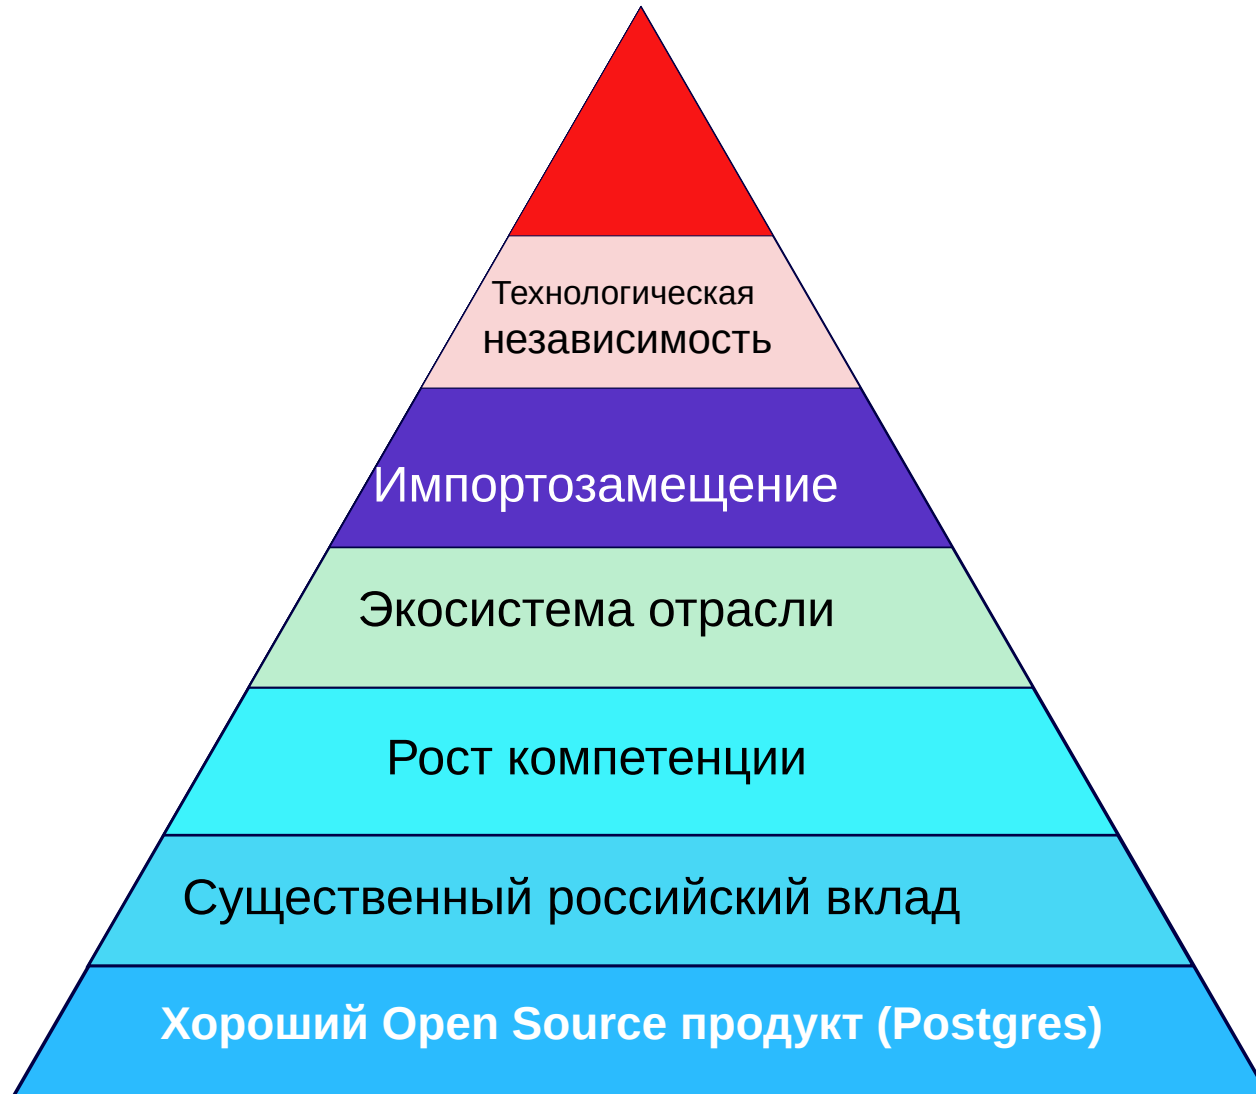 Технологическая
независимость
Импортозамещение
Экосистема отрасли
Рост компетенции
Существенный российский вклад
Хороший Open Source продукт (Postgres)